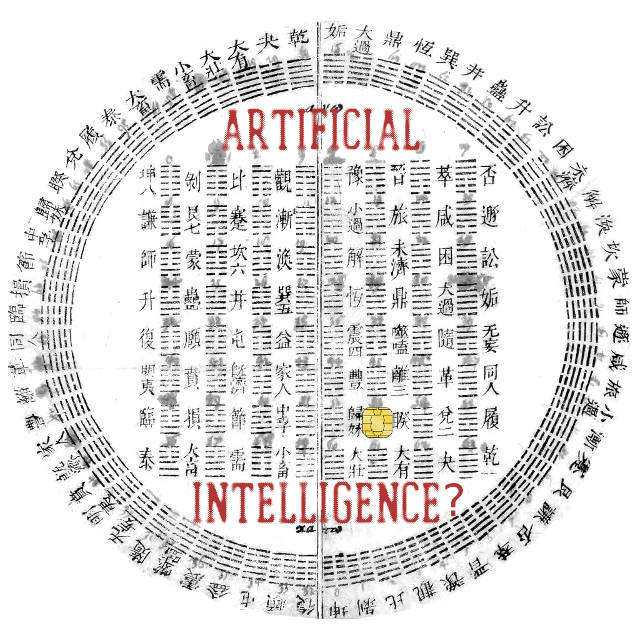 乾 夬 大有 大壯 小畜 需 大畜 泰 履 兌 睽 歸妹 中孚 節 損 臨 同人 革 離 豐 家人 既濟 賁 明夷 无妄 隨 噬嗑 震 益 屯 頤 復
姤 大過 鼎 恆 巽 井 蠱 升 訟 困 未濟 解 渙 坎 蒙 師 遯 咸 旅 小過 漸 蹇 艮 謙 否 萃 晉 豫 觀 比 剝 坤
ARTIFICIAL
坤八 剝 比 觀 豫 晉 萃 否
謙 艮七 蹇 漸 小過 旅 咸 遯
師 蒙 坎六 渙 解 未濟 困 訟
升 蠱 井 巽五 恆 鼎 大過 姤
復 頤 屯 益 震四 噬嗑 隨 无妄
明夷 賁 既濟 家人 豐 離三 革 同人
臨 損 節 中孚 歸妹 睽 兌二 履
泰 大畜 需 小畜 大壯 大有 夬 乾
INTELLIGENCE?